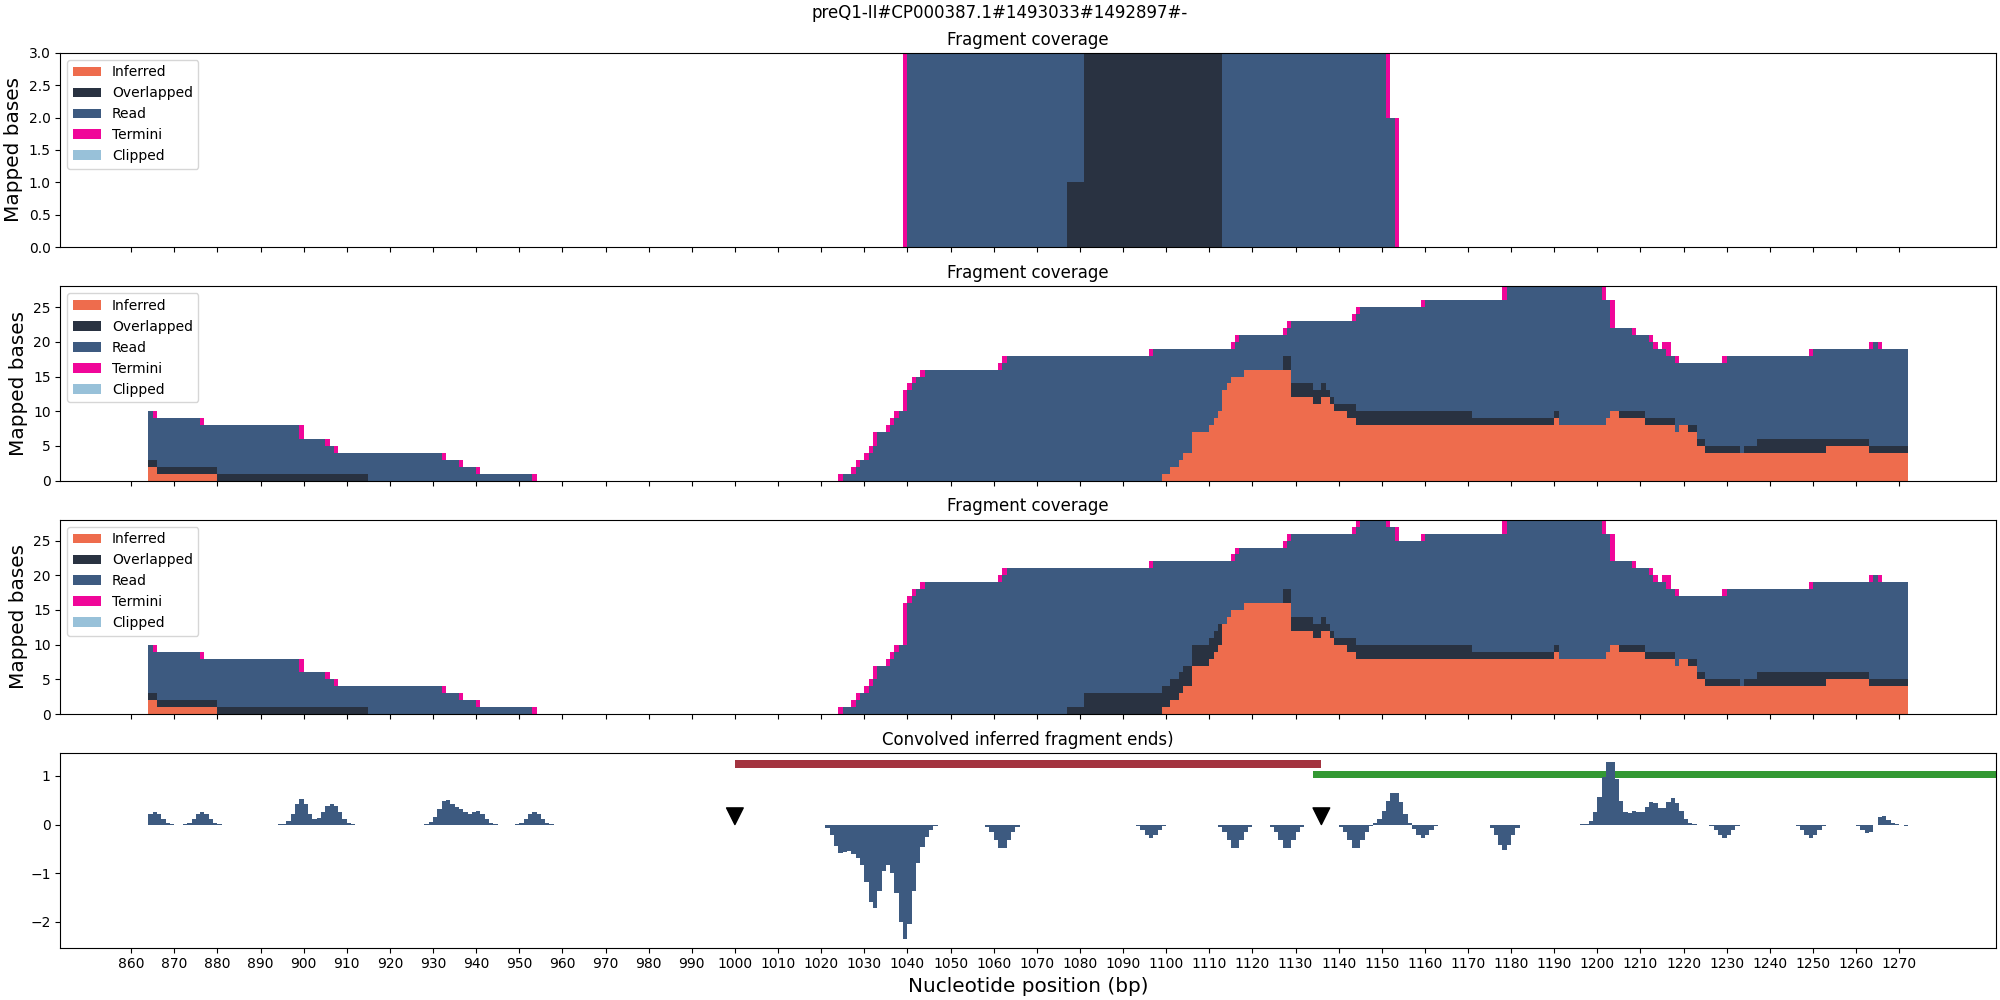 preQ1-II#CP000387.1#1493033#1492897#-
Fragment coverage
Mapped bases
3.0
2.5
2.0
1.5
1.0
0.5
0.0
Inferred
Overlapped
Read
Termini
Clipped
Fragment coverage
Mapped bases
25
20
15
10
5
0
Inferred
Overlapped
Read
Termini
Clipped
Fragment coverage
Mapped bases
25
20
15
10
5
0
Inferred
Overlapped
Read
Termini
Clipped
Convolved inferred fragment ends)
1
0
−1
−2
860 870 880 890 900 910 920 930 940 950 960 970 980 990 1000 1010 1020 1030 1040 1050 1060 1070 1080 1090 1100 1110 1120 1130 1140 1150 1160 1170 1180 1190 1200 1210 1220 1230 1240 1250 1260 1270
Nucleotide position (bp)